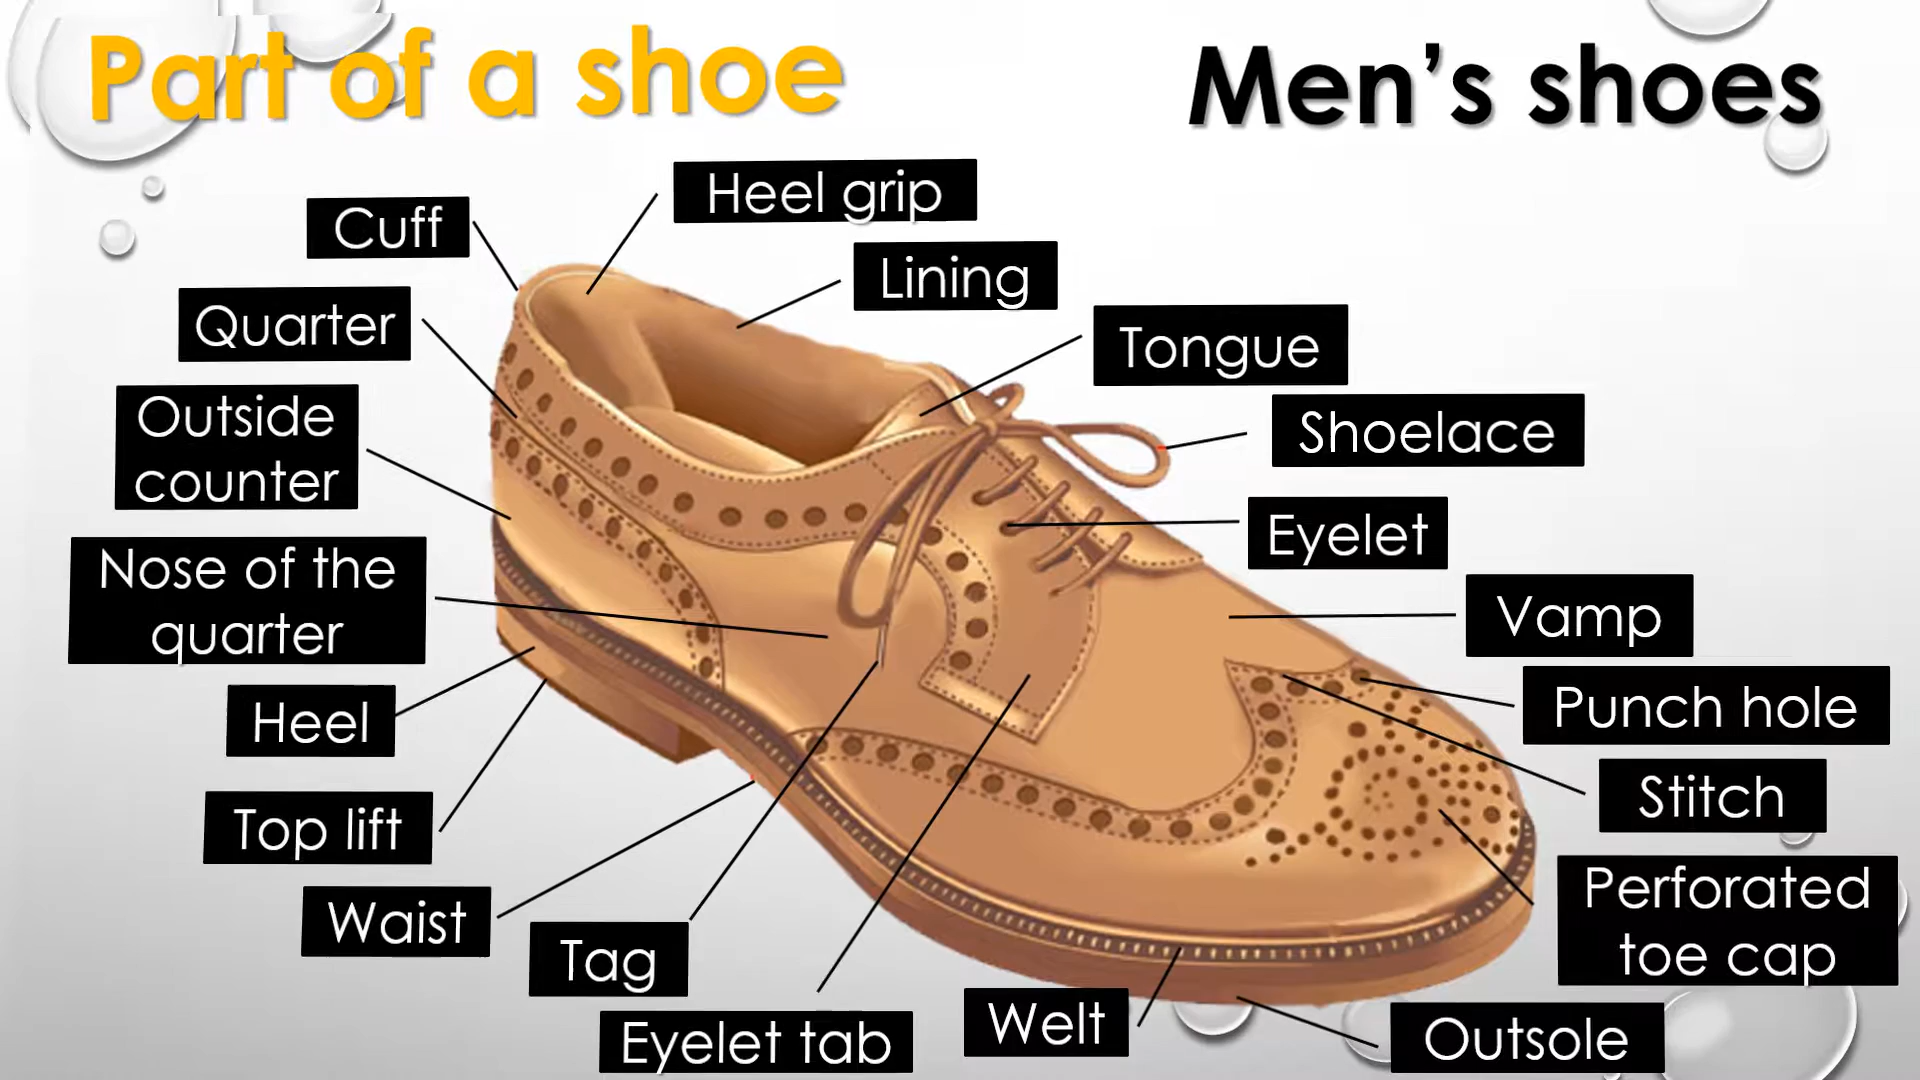 Part of a shoe
Men’s shoes
Heel grip
Cuff
Lining
Quarter
Tongue
Outside
counter
Shoelace
Eyelet
Nose of the
quarter
Vamp
Punch hole
Heel
Stitch
Top lift
Perforated
toe cap
Waist
Tag
Welt
Outsole
Eyelet tab